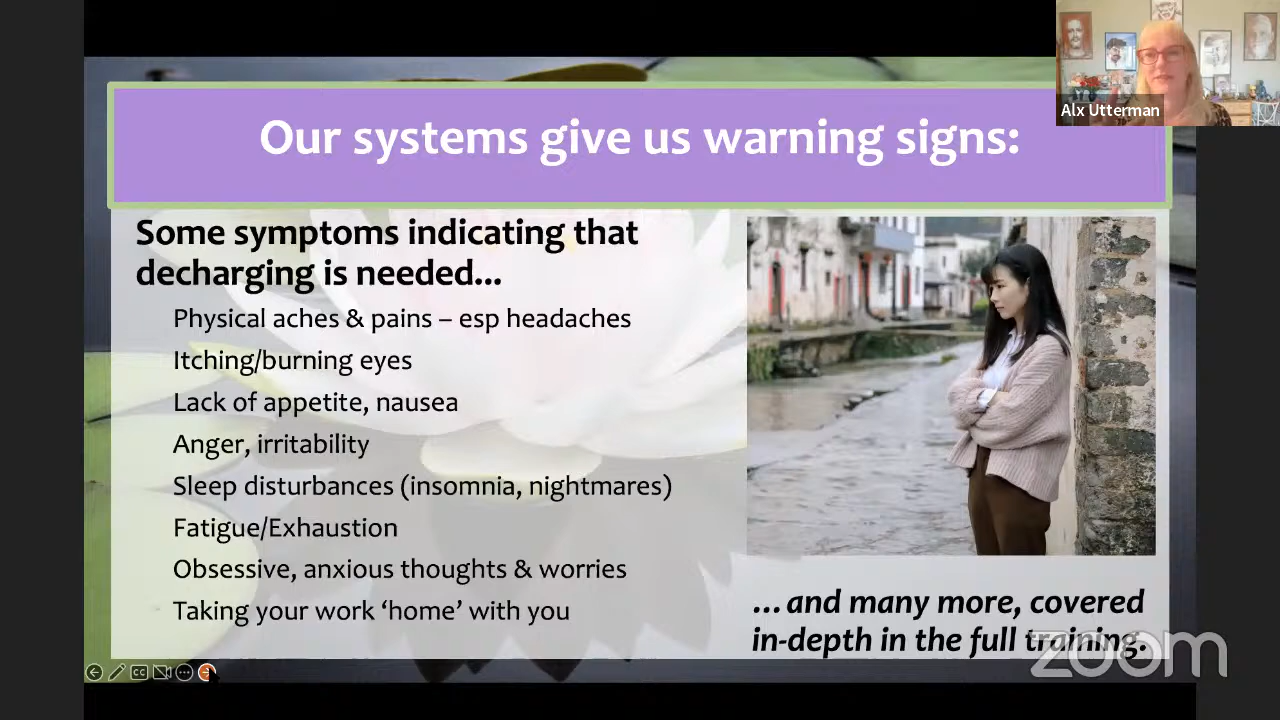 Alx Utterman
Our systems give us warning signs:
Some symptoms indicating that
decharging is needed...
Physical aches & pains – esp headaches
Itching/burning eyes
Lack of appetite, nausea
Anger, irritability
Sleep disturbances (insomnia, nightmares)
Fatigue/Exhaustion
Obsessive, anxious thoughts & worries
Taking your work ‘home’ with you
...and many more, covered
in-depth in the full training.
zoom
CC